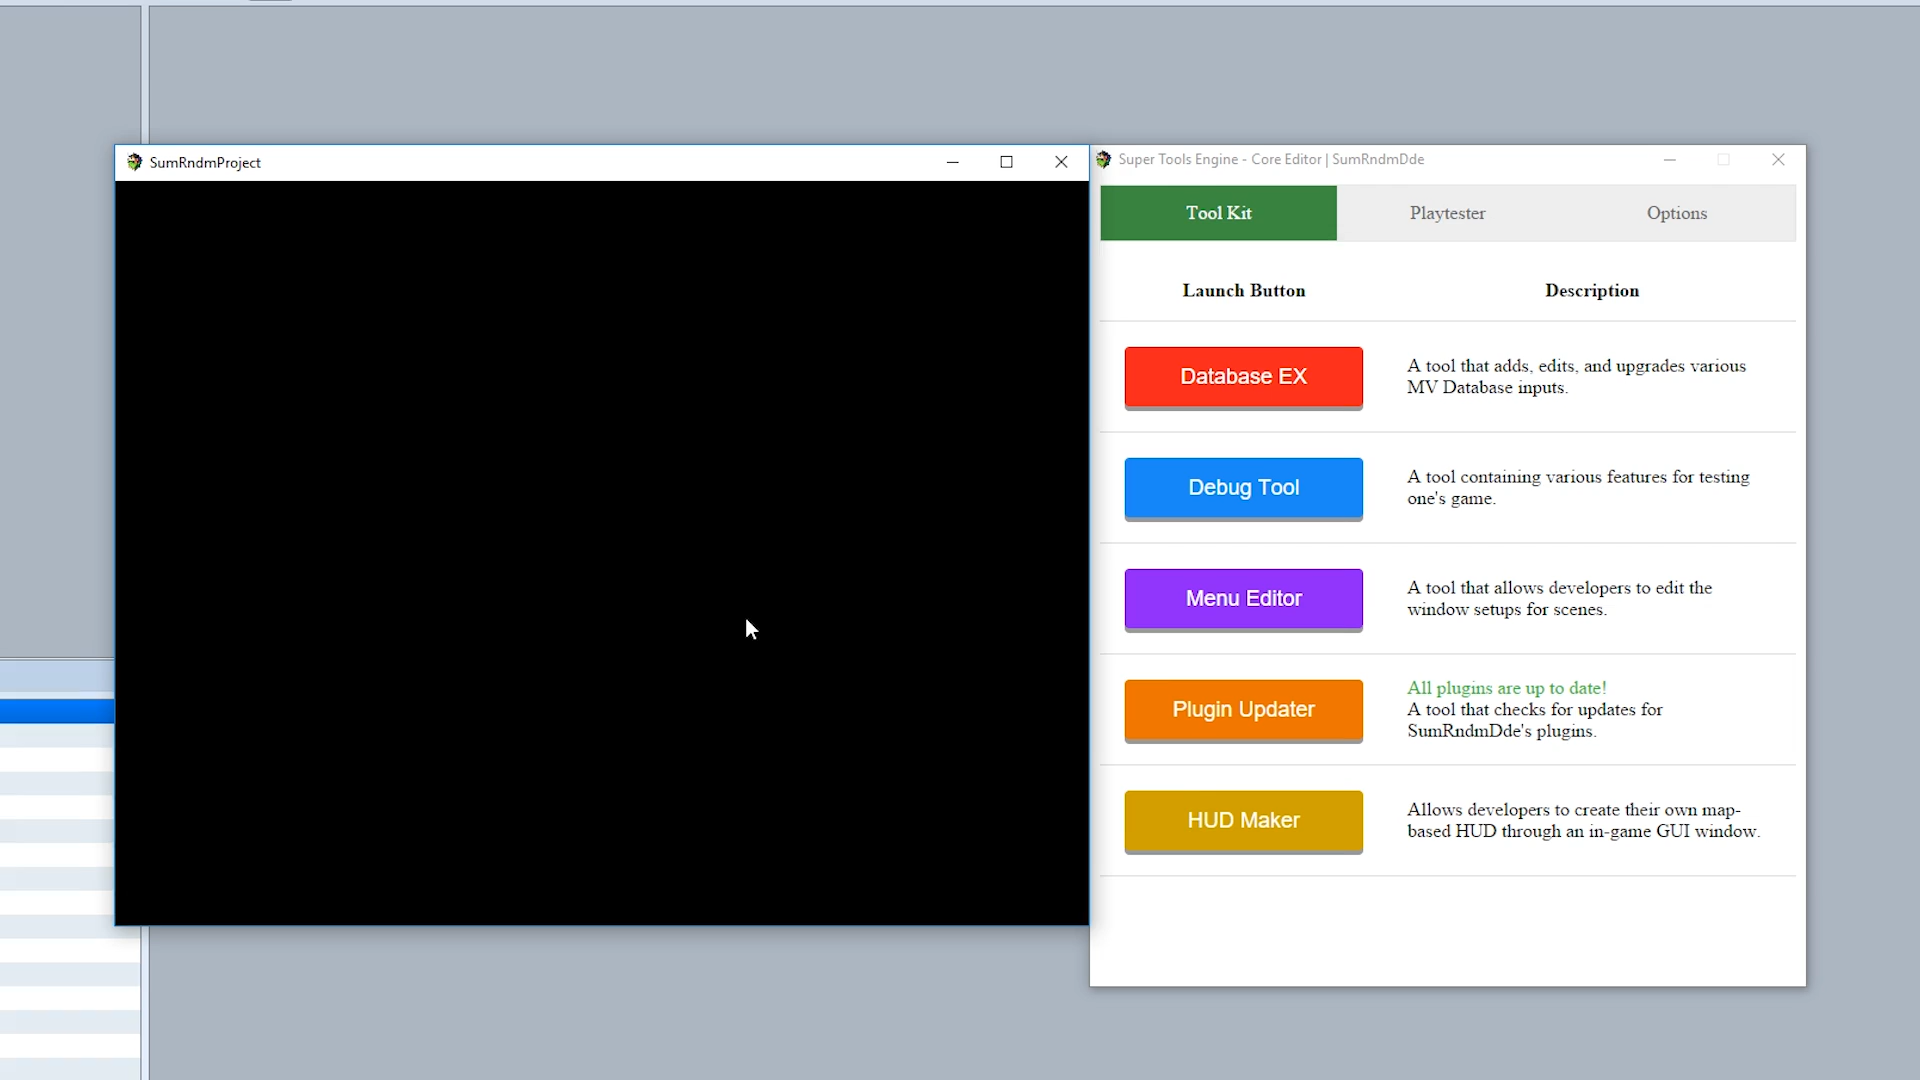 SumRndmProject
Super Tools Engine - Core Editor | SumRndmDde
Tool Kit
Playtester
Options
Launch Button
Description
Database EX
A tool that adds, edits, and upgrades various
MV Database inputs.
Debug Tool
A tool containing various features for testing
one's game.
Menu Editor
A tool that allows developers to edit the
window setups for scenes.
Plugin Updater
All plugins are up to date!
A tool that checks for updates for
SumRndmDde's plugins.
HUD Maker
Allows developers to create their own map-
based HUD through an in-game GUI window.